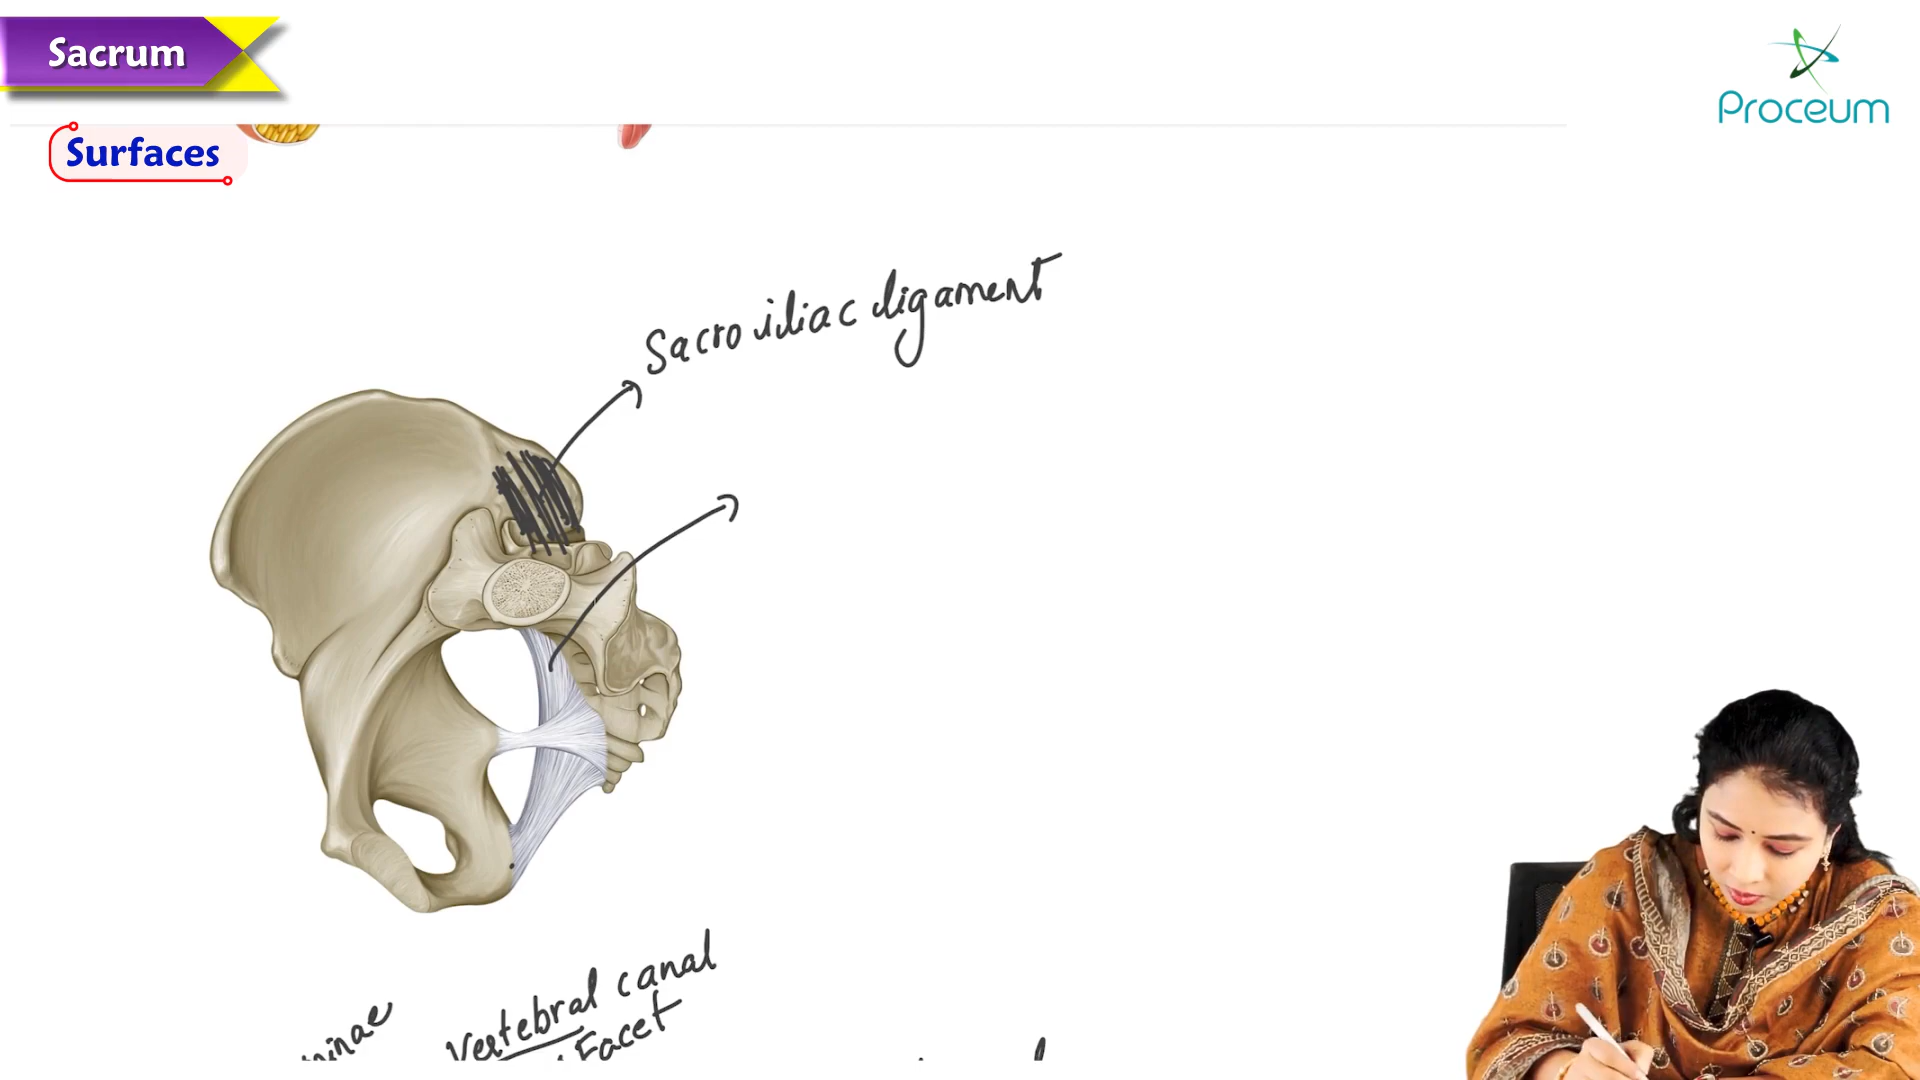 Sacrum
Proceum
Surfaces
Sacro iliac ligament
Vertebral canal
Facet